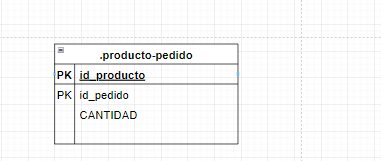 .producto-pedido
PK id_producto
PK id_pedido
CANTIDAD